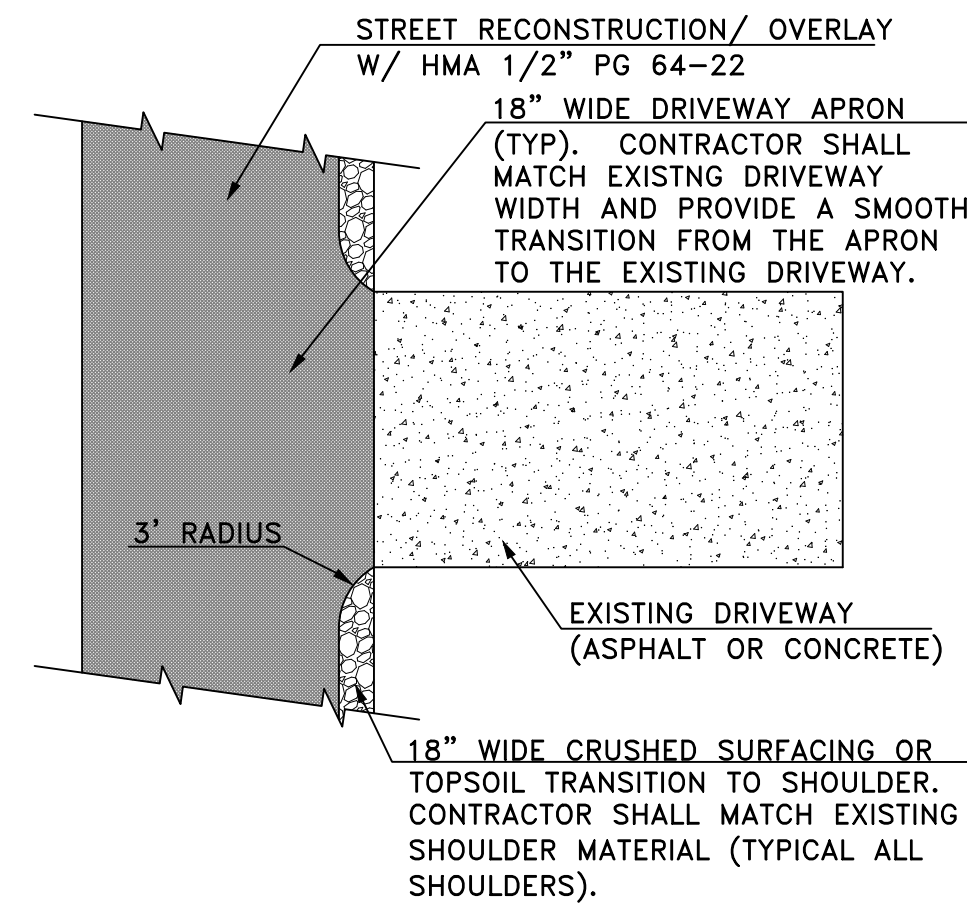 STREET RECONSTRUCTION/ OVERLAY
W/ HMA 1/2" PG 64-22
18" WIDE DRIVEWAY APRON
(TYP). CONTRACTOR SHALL
MATCH EXISTNG DRIVEWAY
WIDTH AND PROVIDE A SMOOTH
TRANSITION FROM THE APRON
TO THE EXISTING DRIVEWAY.
3' RADIUS
EXISTING DRIVEWAY
(ASPHALT OR CONCRETE)
18" WIDE CRUSHED SURFACING OR
TOPSOIL TRANSITION TO SHOULDER.
CONTRACTOR SHALL MATCH EXISTING
SHOULDER MATERIAL (TYPICAL ALL
SHOULDERS).